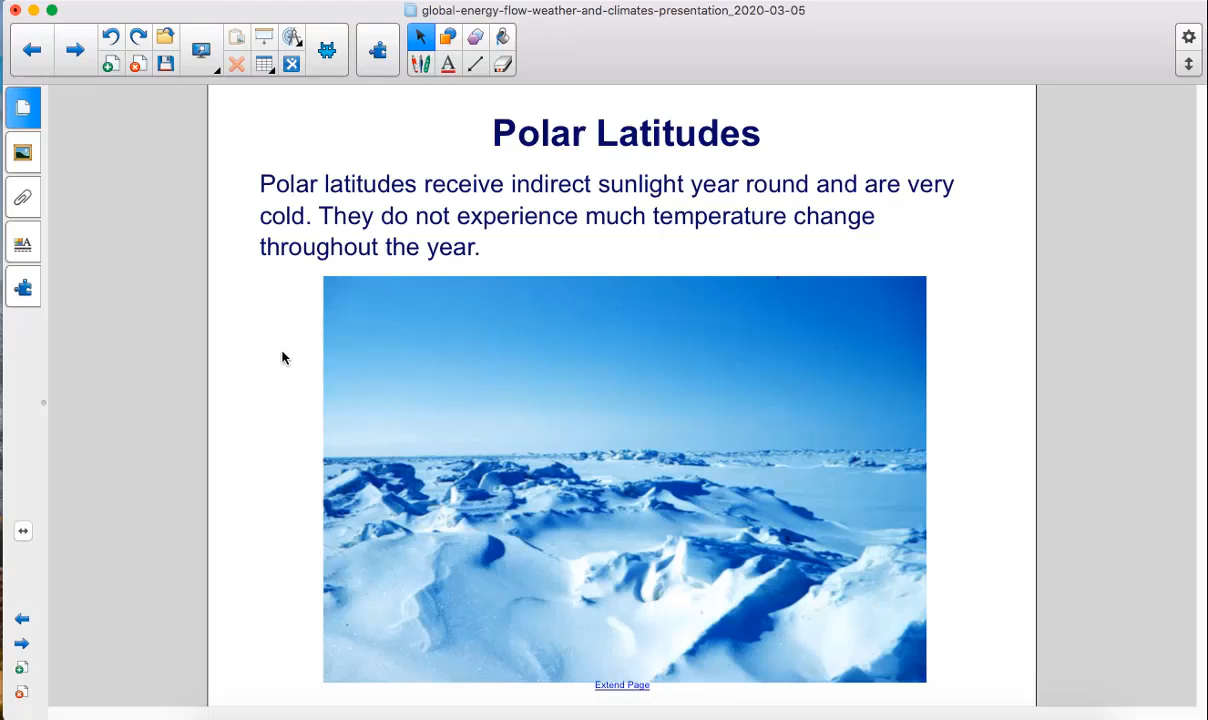 global-energy-flow-weather-and-climates-presentation_2020-03-05
Polar Latitudes
Polar latitudes receive indirect sunlight year round and are very
cold. They do not experience much temperature change
throughout the year.
Extend Page